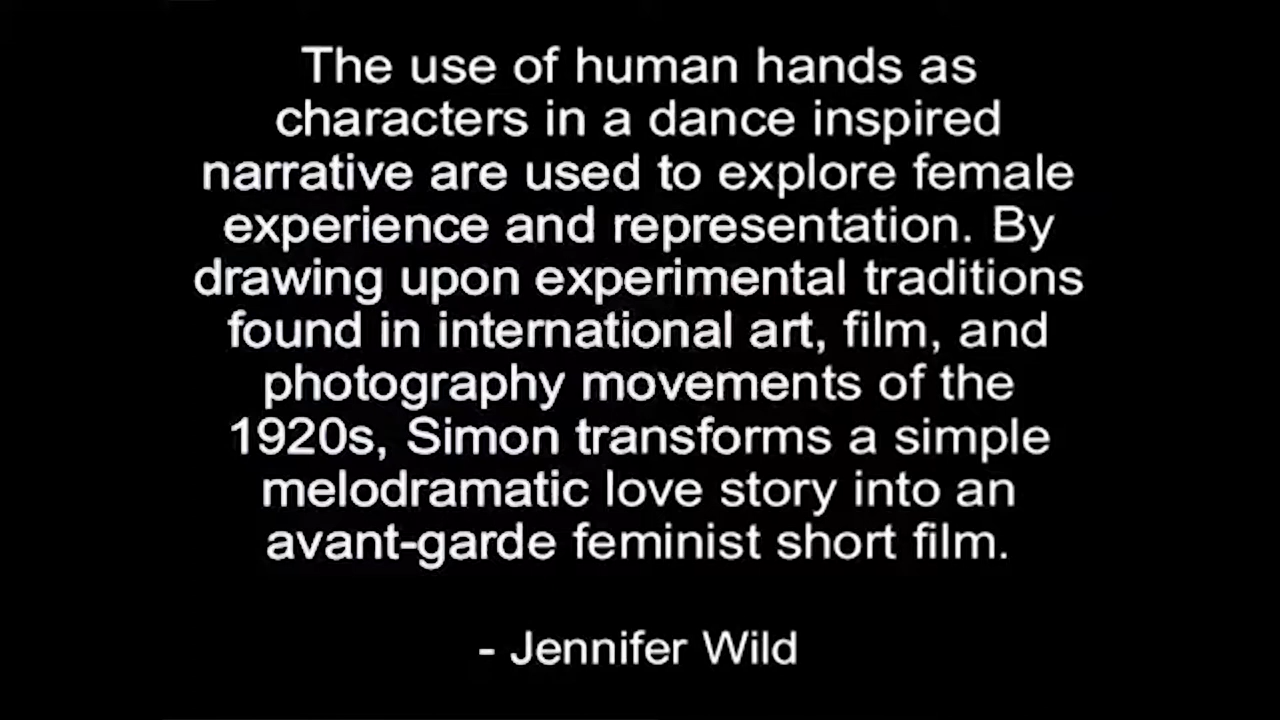 The use of human hands as
characters in a dance inspired
narrative are used to explore female
experience and representation. By
drawing upon experimental traditions
found in international art, film, and
photography movements of the
1920s, Simon transforms a simple
melodramatic love story into an
avant-garde feminist short film.
- Jennifer Wild